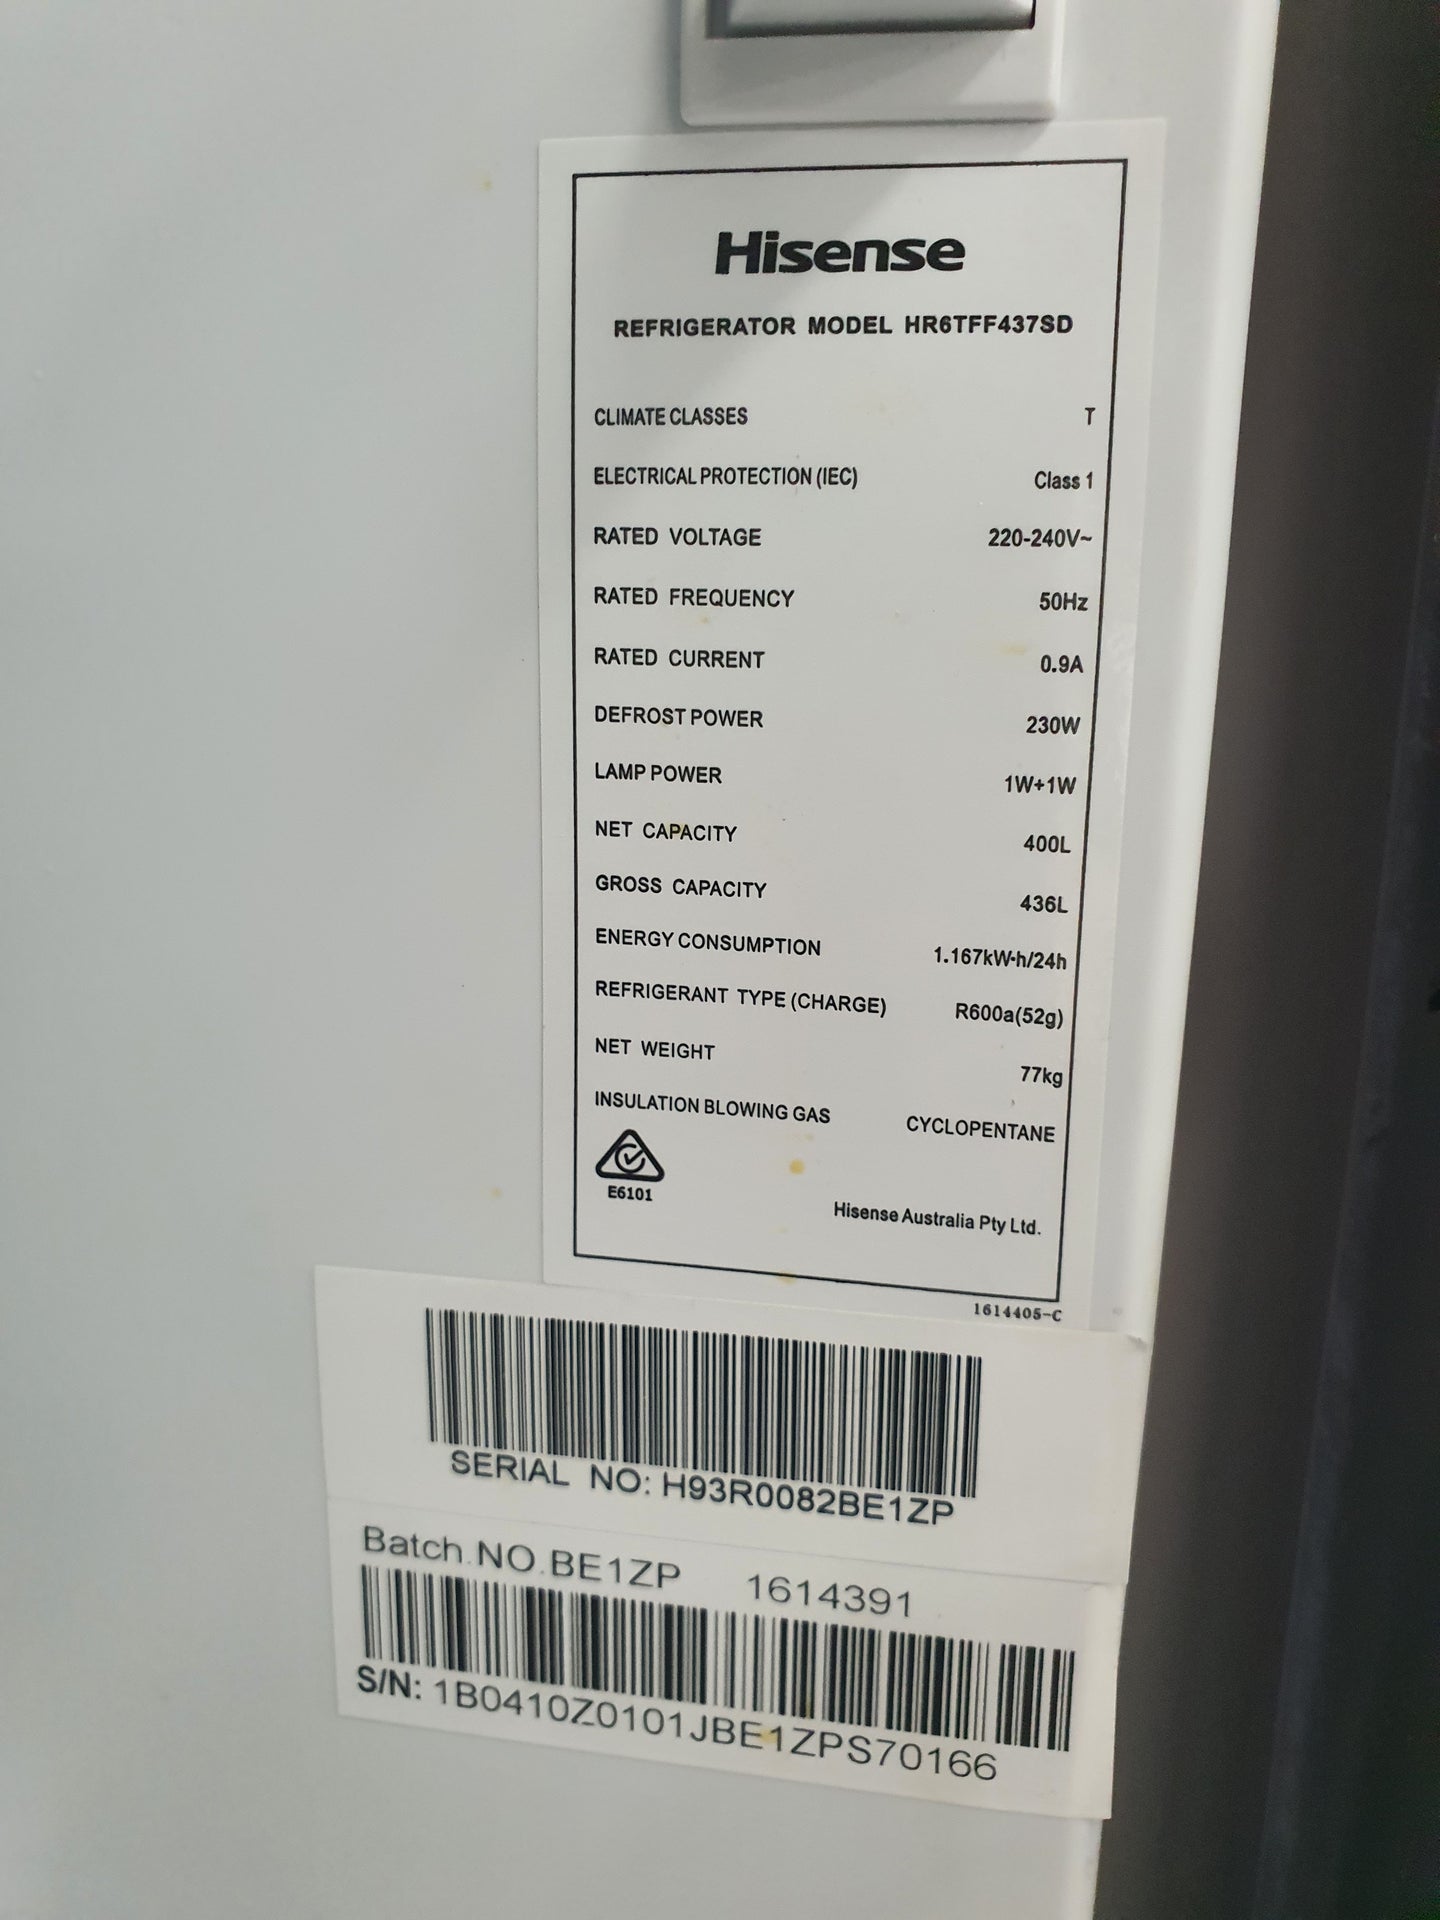 Hisense
REFRIGERATOR MODEL HR6TFF437SD
CLIMATE CLASSES T
ELECTRICAL PROTECTION (IEC) Class 1
RATED VOLTAGE 220-240V~
RATED FREQUENCY 50Hz
RATED CURRENT 0.9A
DEFROST POWER 230W
LAMP POWER 1W+1W
NET CAPACITY 400L
GROSS CAPACITY 436L
ENERGY CONSUMPTION 1.167kW·h/24h
REFRIGERANT TYPE (CHARGE) R600a(52g)
NET WEIGHT 77kg
INSULATION BLOWING GAS CYCLOPENTANE
E6101
Hisense Australia Pty Ltd.
1614405-C
SERIAL NO: H93R0082BE1ZP
Batch.NO.BE1ZP 1614391
S/N: 1B0410Z0101JBE1ZPS70166